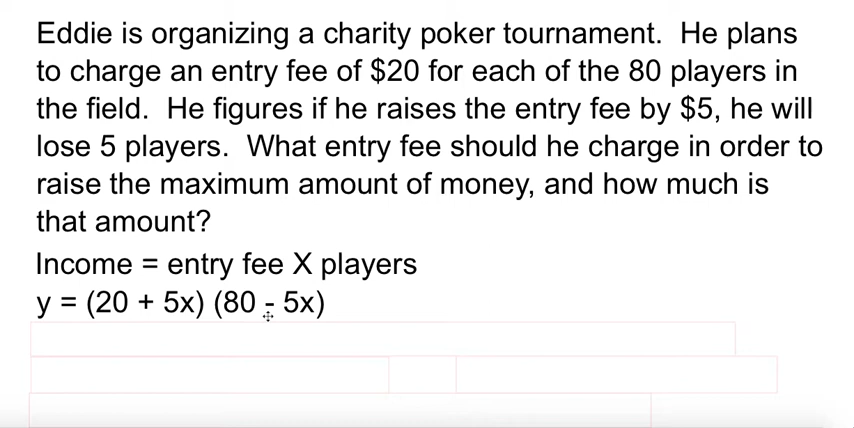 Eddie is organizing a charity poker tournament.  He plans
to charge an entry fee of $20 for each of the 80 players in
the field.  He figures if he raises the entry fee by $5, he will
lose 5 players.  What entry fee should he charge in order to
raise the maximum amount of money, and how much is
that amount?
Income = entry fee X players
y = (20 + 5x) (80 - 5x)